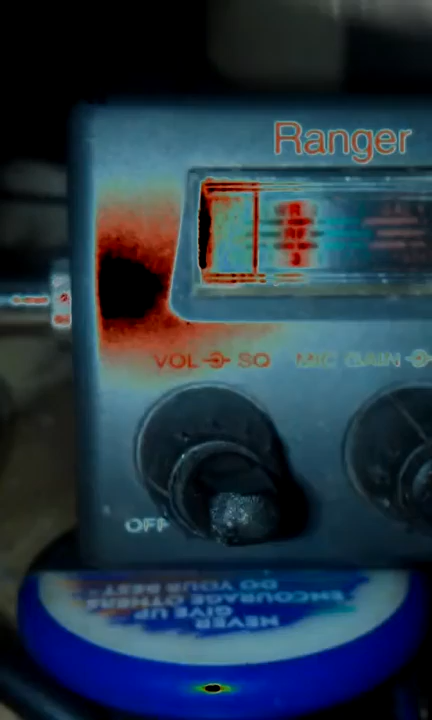 Ranger
VOL SQ MIC GAIN
OFF
NEVER
GIVE UP
ENCOURAGE OTHERS
DO YOUR BEST